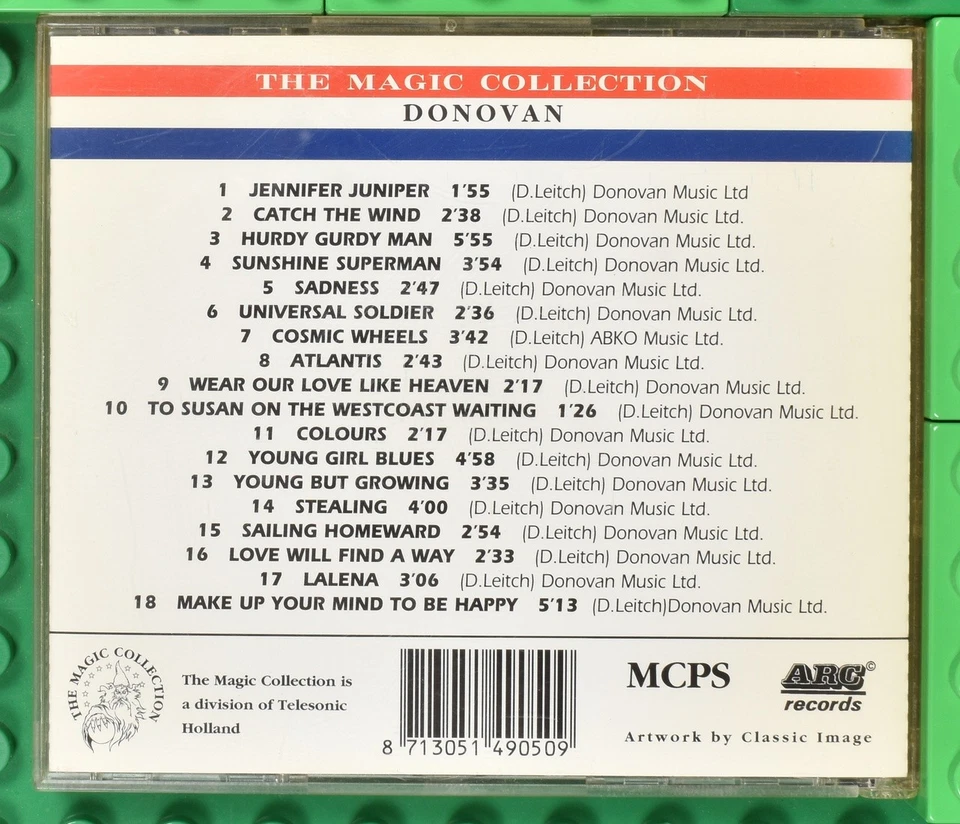 THE MAGIC COLLECTION
DONOVAN
1 JENNIFER JUNIPER 1'55 (D.Leitch) Donovan Music Ltd
2 CATCH THE WIND 2'38 (D.Leitch) Donovan Music Ltd.
3 HURDY GURDY MAN 5'55 (D.Leitch) Donovan Music Ltd.
4 SUNSHINE SUPERMAN 3'54 (D.Leitch) Donovan Music Ltd.
5 SADNESS 2'47 (D.Leitch) Donovan Music Ltd.
6 UNIVERSAL SOLDIER 2'36 (D.Leitch) Donovan Music Ltd.
7 COSMIC WHEELS 3'42 (D.Leitch) ABKO Music Ltd.
8 ATLANTIS 2'43 (D.Leitch) Donovan Music Ltd.
9 WEAR OUR LOVE LIKE HEAVEN 2'17 (D.Leitch) Donovan Music Ltd.
10 TO SUSAN ON THE WESTCOAST WAITING 1'26 (D.Leitch) Donovan Music Ltd.
11 COLOURS 2'17 (D.Leitch) Donovan Music Ltd.
12 YOUNG GIRL BLUES 4'58 (D.Leitch) Donovan Music Ltd.
13 YOUNG BUT GROWING 3'35 (D.Leitch) Donovan Music Ltd.
14 STEALING 4'00 (D.Leitch) Donovan Music Ltd.
15 SAILING HOMEWARD 2'54 (D.Leitch) Donovan Music Ltd.
16 LOVE WILL FIND A WAY 2'33 (D.Leitch) Donovan Music Ltd.
17 LALENA 3'06 (D.Leitch) Donovan Music Ltd.
18 MAKE UP YOUR MIND TO BE HAPPY 5'13 (D.Leitch)Donovan Music Ltd.
THE MAGIC COLLECTION
The Magic Collection is
a division of Telesonic
Holland
8 713051 490509
MCPS
ARC©
records
Artwork by Classic Image